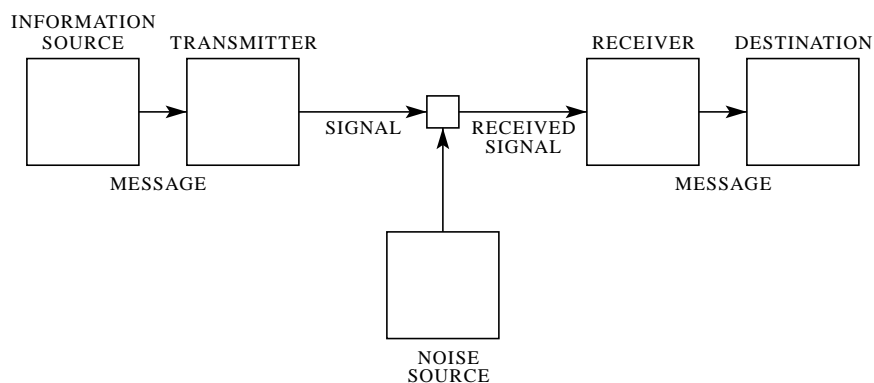 INFORMATION
SOURCE
TRANSMITTER
RECEIVER
DESTINATION
SIGNAL
RECEIVED
SIGNAL
MESSAGE
MESSAGE
NOISE
SOURCE